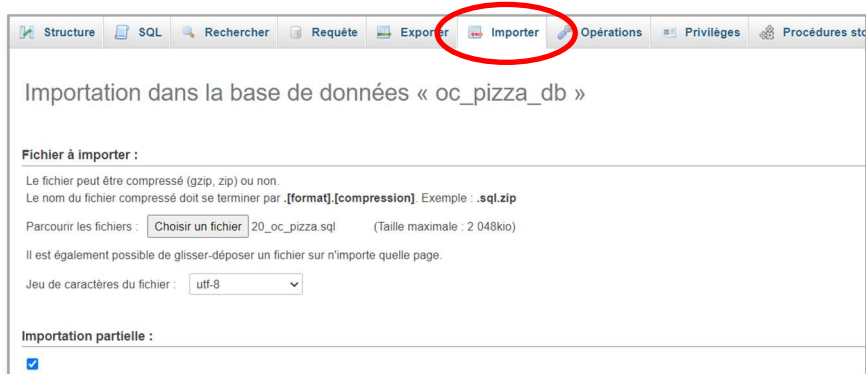 Structure SQL Rechercher Requête Exporter Importer Opérations Privilèges Procédures
Importation dans la base de données « oc_pizza_db »
Fichier à importer :
Le fichier peut être compressé (gzip, zip) ou non.
Le nom du fichier compressé doit se terminer par .[format].[compression]. Exemple : .sql.zip
Parcourir les fichiers : Choisir un fichier 20_oc_pizza.sql (Taille maximale : 2 048kio)
Il est également possible de glisser-déposer un fichier sur n'importe quelle page.
Jeu de caractères du fichier : utf-8
Importation partielle :